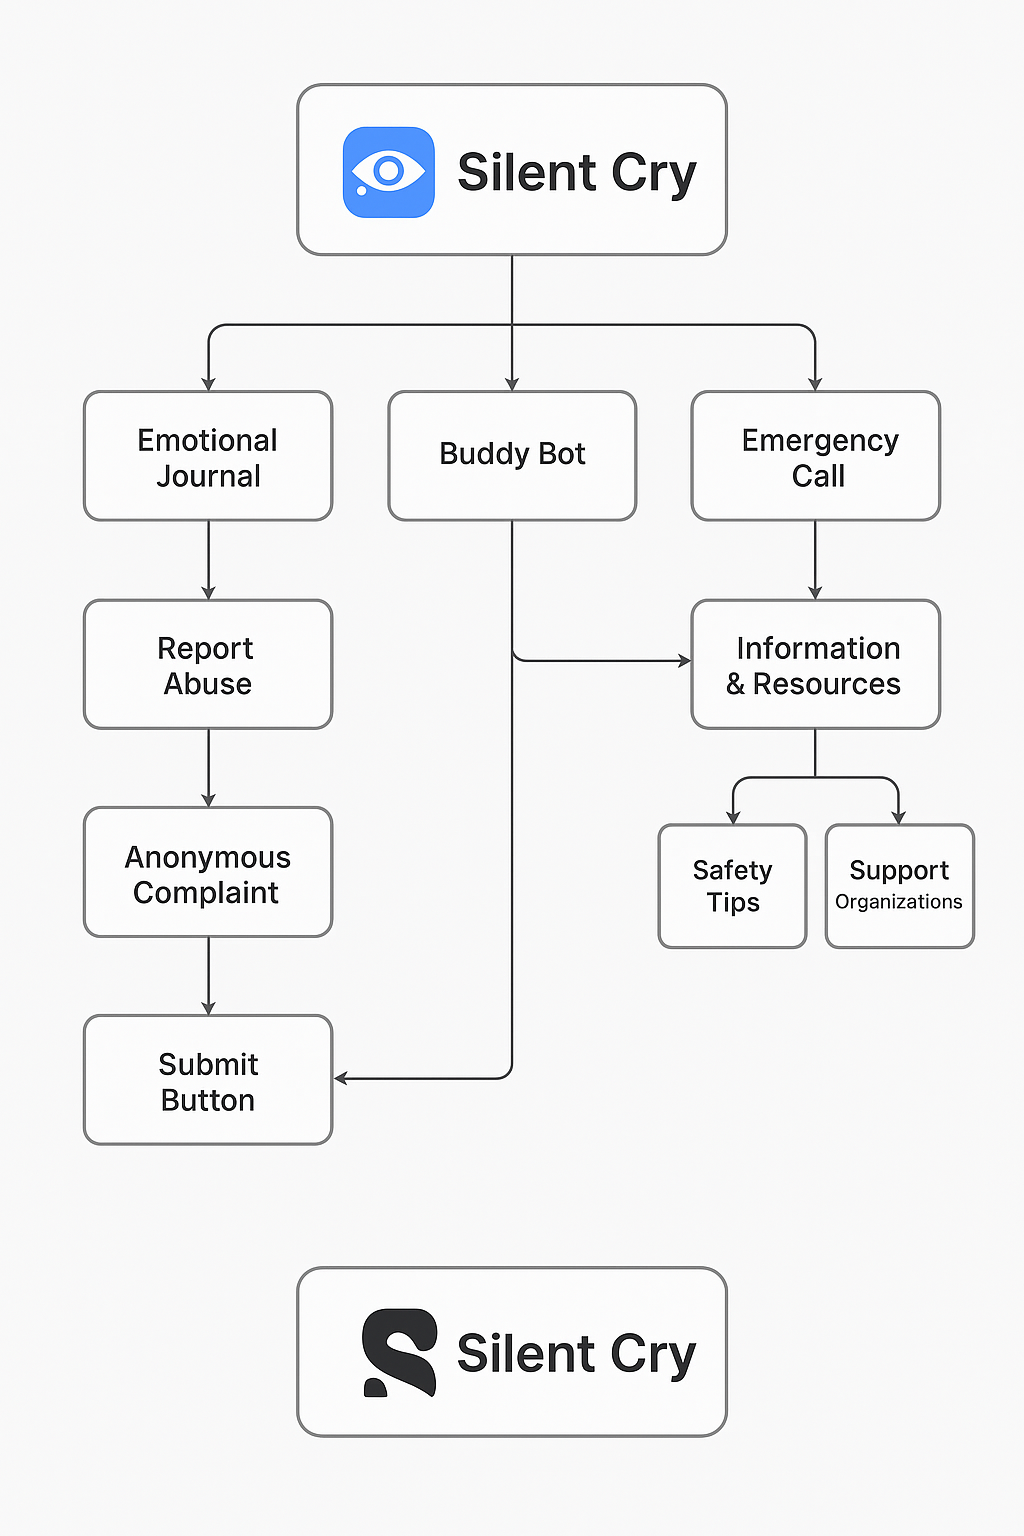 Silent Cry
Emotional
Journal
Buddy Bot
Emergency
Call
Report
Abuse
Information
& Resources
Anonymous
Complaint
Safety
Tips
Support
Organizations
Submit
Button
Silent Cry